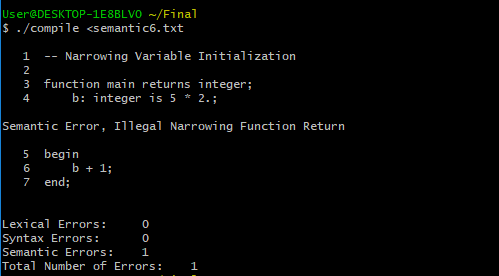 User@DESKTOP-1E8BLVO ~/Final
$ ./compile <semantic6.txt
1 -- Narrowing Variable Initialization
2
3 function main returns integer;
4 b: integer is 5 * 2.;
Semantic Error, Illegal Narrowing Function Return
5 begin
6 b + 1;
7 end;
Lexical Errors: 0
Syntax Errors: 0
Semantic Errors: 1
Total Number of Errors: 1